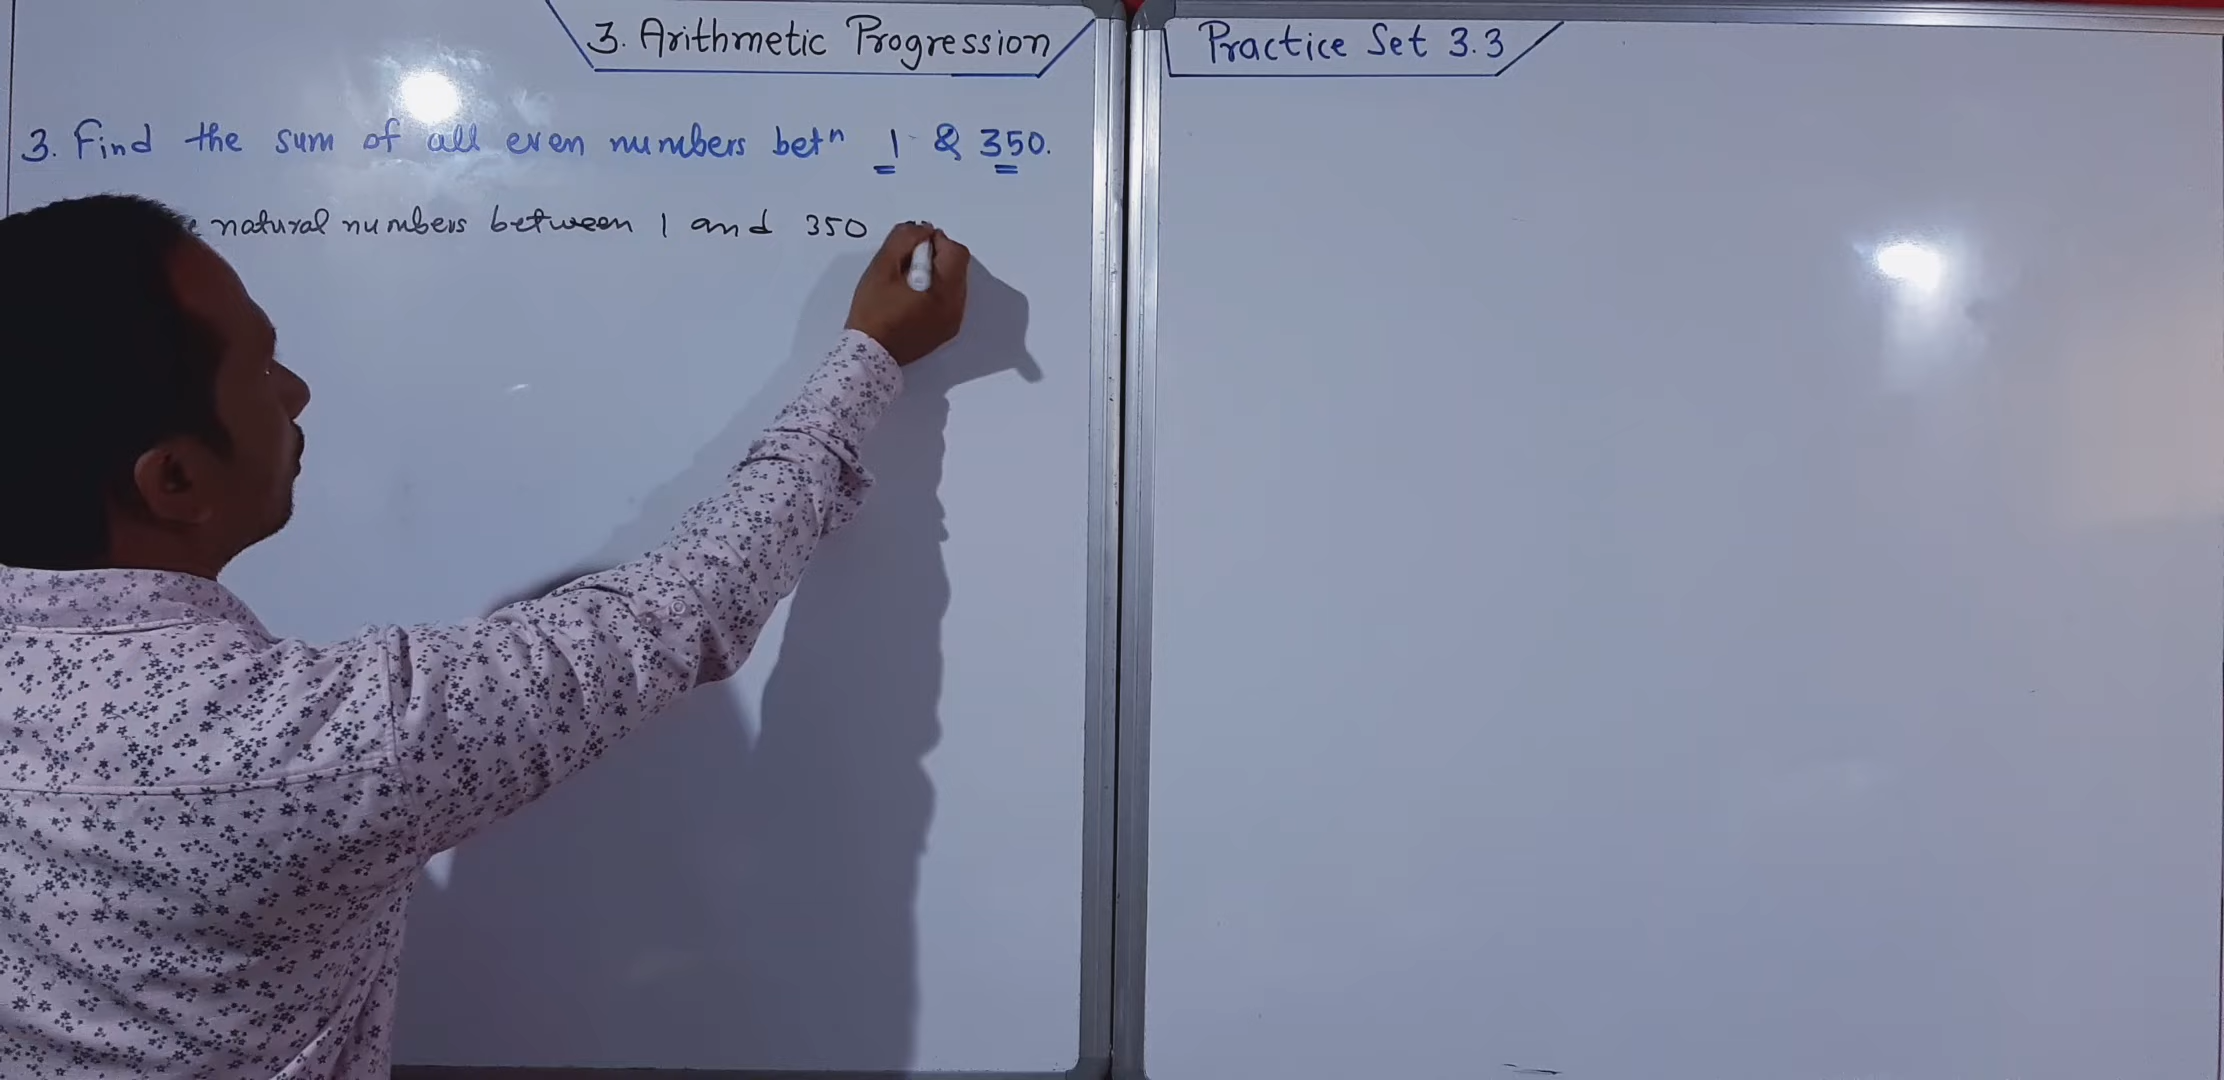 3. Arithmetic Progression
Practice Set 3.3
3. Find the sum of all even numbers betⁿ 1 & 350.
natural numbers between 1 and 350